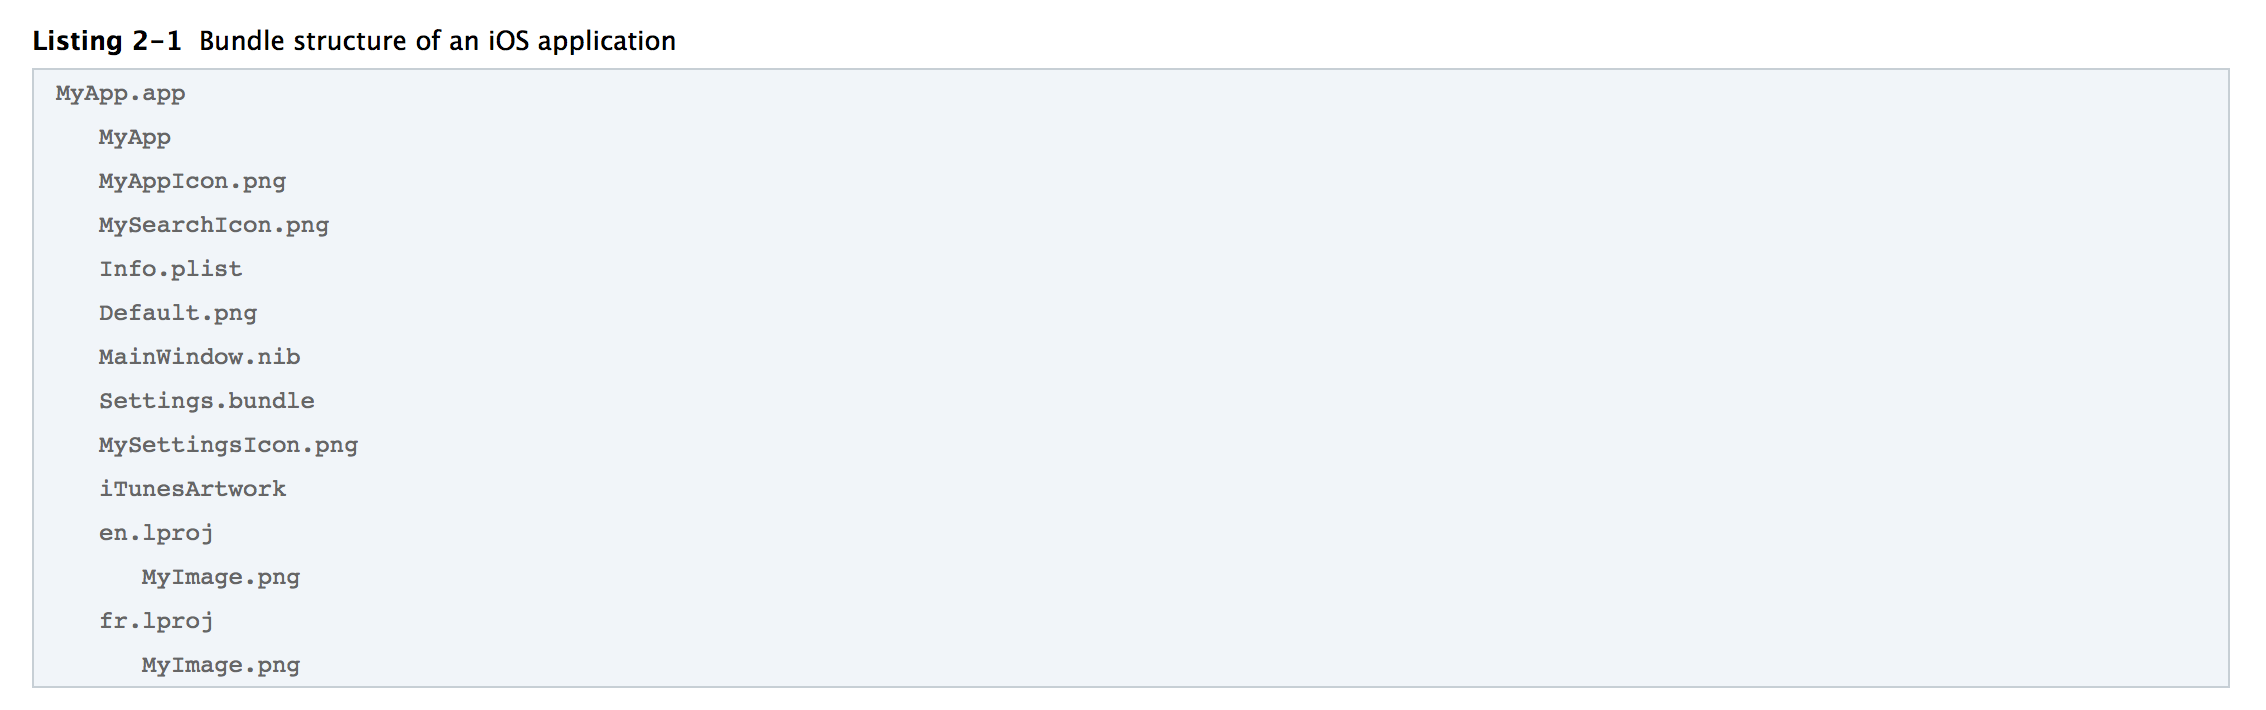 Listing 2-1 Bundle structure of an iOS application
MyApp.app
MyApp
MyAppIcon.png
MySearchIcon.png
Info.plist
Default.png
MainWindow.nib
Settings.bundle
MySettingsIcon.png
iTunesArtwork
en.lproj
MyImage.png
fr.lproj
MyImage.png